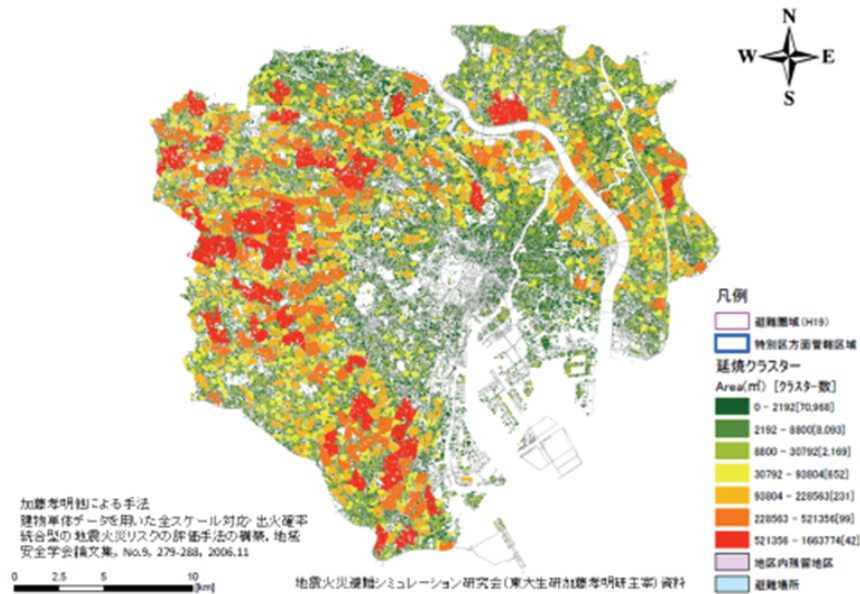 N
W E
S
凡例
避難圏域(H19)
特別区方面管轄区域
延焼クラスター
Area(㎡) [クラスター数]
0 - 2192[70,968]
2192 - 8800[8,093]
8800 - 30792[2,169]
30792 - 93804[652]
93804 - 228563[231]
228563 - 521356[99]
521356 - 1663774[42]
地区内残留地区
避難場所
加藤孝明他による手法
建物単体データを用いた全スケール対応・出火確率
統合型の地震火災リスクの評価手法の構築, 地域
安全学会論文集, No.9, 279-288, 2006.11
0 2.5 5 10
[km]
地震火災避難シミュレーション研究会(東大生研加藤孝明研主宰)資料